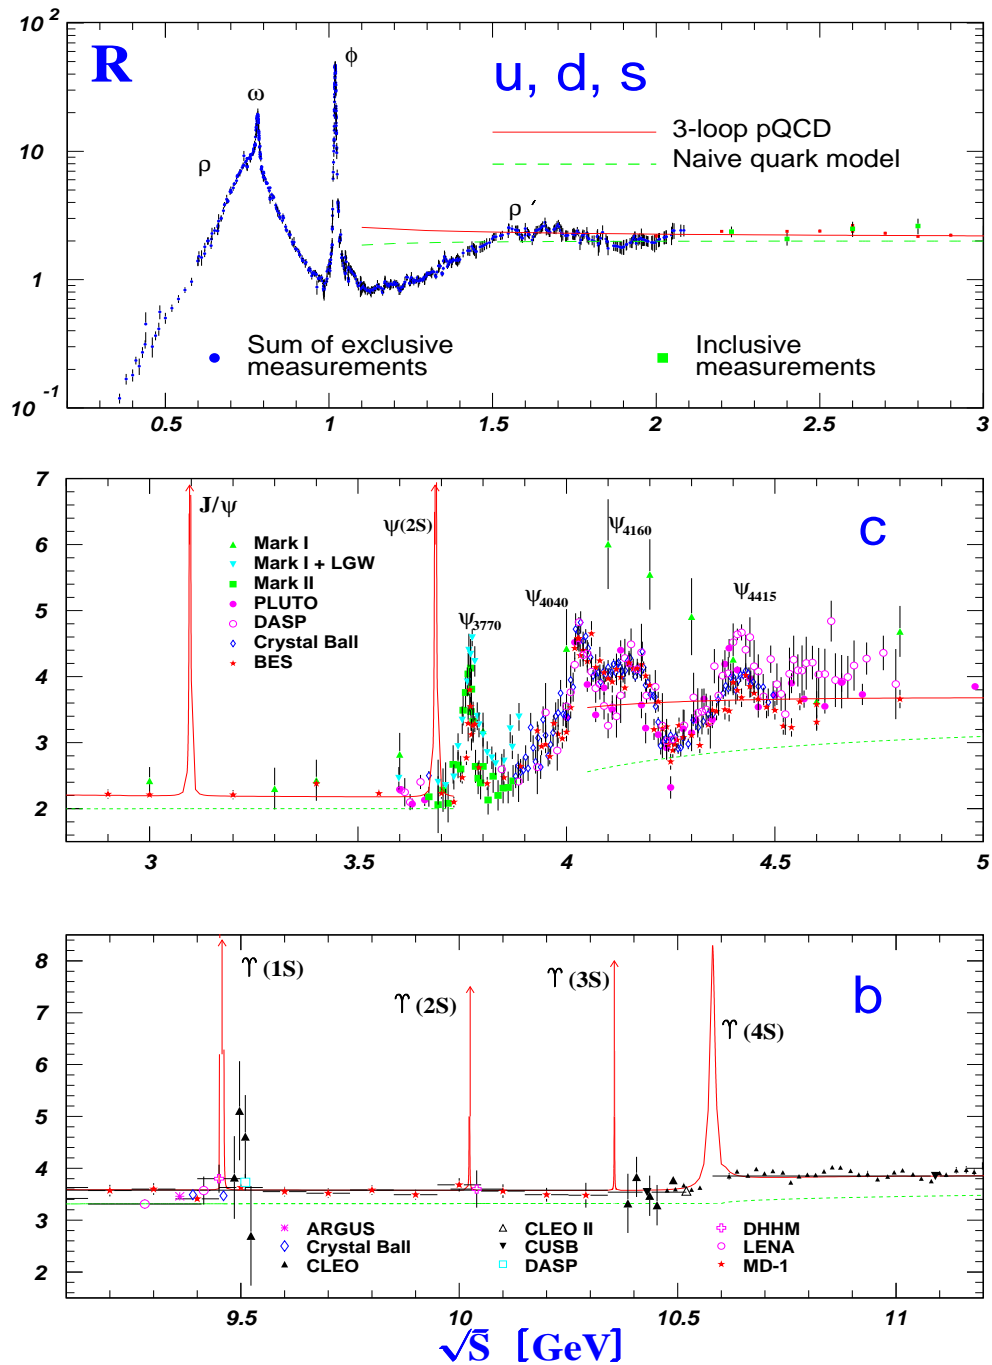 10 2
R
ϕ
u, d, s
ω
3-loop pQCD
10
Naive quark model
ρ
ρ ′
1
Sum of exclusive
measurements
Inclusive
measurements
10 -1
0.5 1 1.5 2 2.5 3
7
J/ψ
ψ(2S)
ψ4160
c
Mark I
Mark I + LGW
Mark II
PLUTO
DASP
Crystal Ball
BES
6
ψ3770
ψ4040
ψ4415
5
4
3
2
3 3.5 4 4.5 5
8
ϒ (1S)
ϒ (2S)
ϒ (3S)
ϒ (4S)
b
7
6
5
4
3
2
ARGUS
Crystal Ball
CLEO
CLEO II
CUSB
DASP
DHHM
LENA
MD-1
9.5 10 10.5 11
√S [GeV]